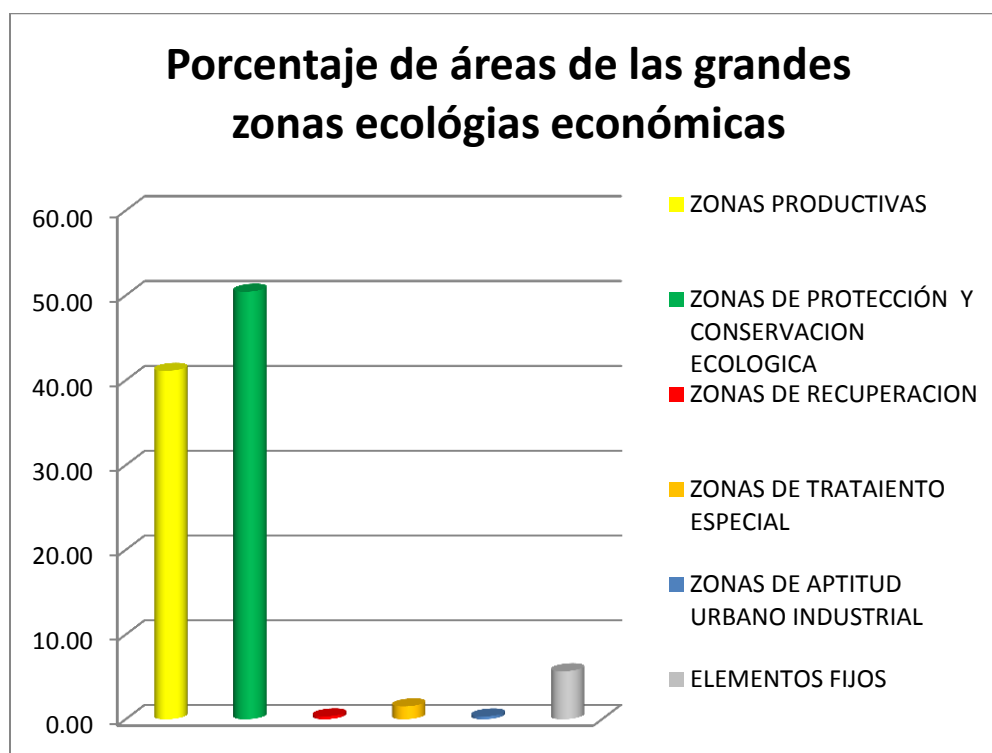 Porcentaje de áreas de las grandes
zonas ecológias económicas
60.00
50.00
40.00
30.00
20.00
10.00
0.00
ZONAS PRODUCTIVAS
ZONAS DE PROTECCIÓN Y
CONSERVACION
ECOLOGICA
ZONAS DE RECUPERACION
ZONAS DE TRATAIENTO
ESPECIAL
ZONAS DE APTITUD
URBANO INDUSTRIAL
ELEMENTOS FIJOS